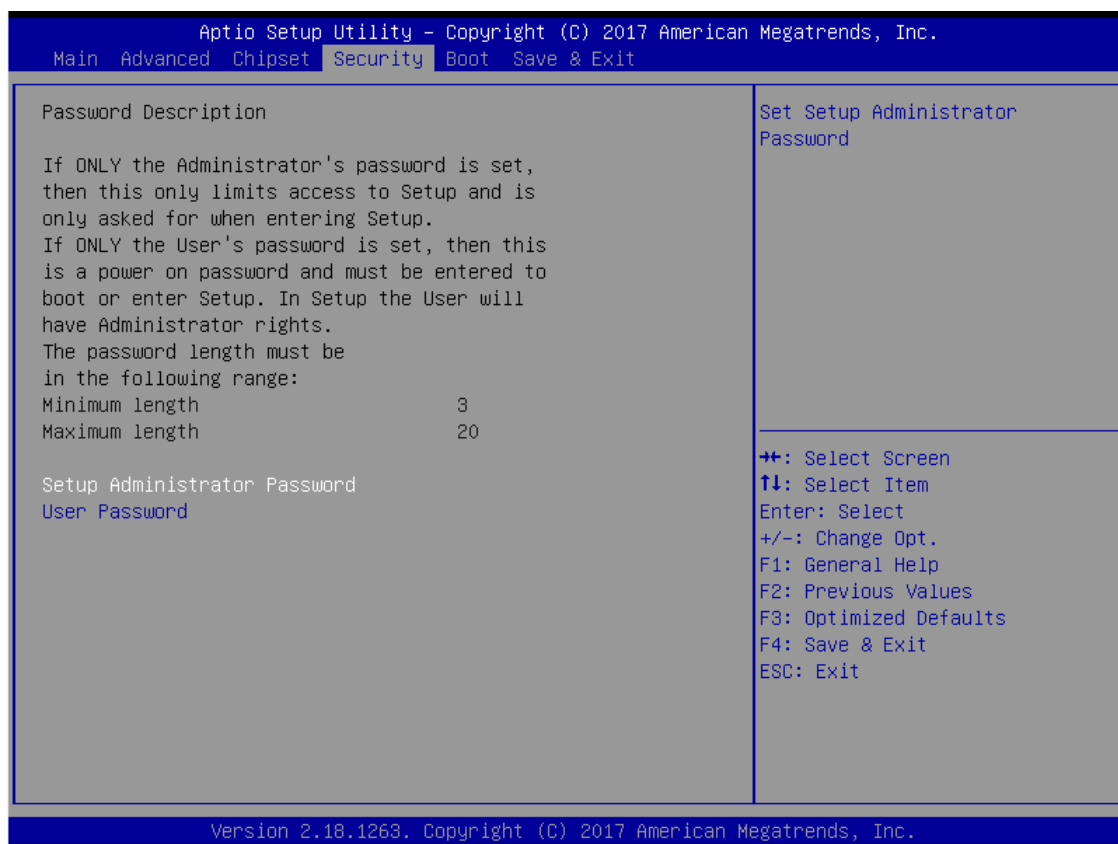 Aptio Setup Utility – Copyright (C) 2017 American Megatrends, Inc.
Main Advanced Chipset Security Boot Save & Exit
Password Description
If ONLY the Administrator's password is set,
then this only limits access to Setup and is
only asked for when entering Setup.
If ONLY the User's password is set, then this
is a power on password and must be entered to
boot or enter Setup. In Setup the User will
have Administrator rights.
The password length must be
in the following range:
Minimum length 3
Maximum length 20
Setup Administrator Password
User Password
Set Setup Administrator
Password
→←: Select Screen
↑↓: Select Item
Enter: Select
+/-: Change Opt.
F1: General Help
F2: Previous Values
F3: Optimized Defaults
F4: Save & Exit
ESC: Exit
Version 2.18.1263. Copyright (C) 2017 American Megatrends, Inc.